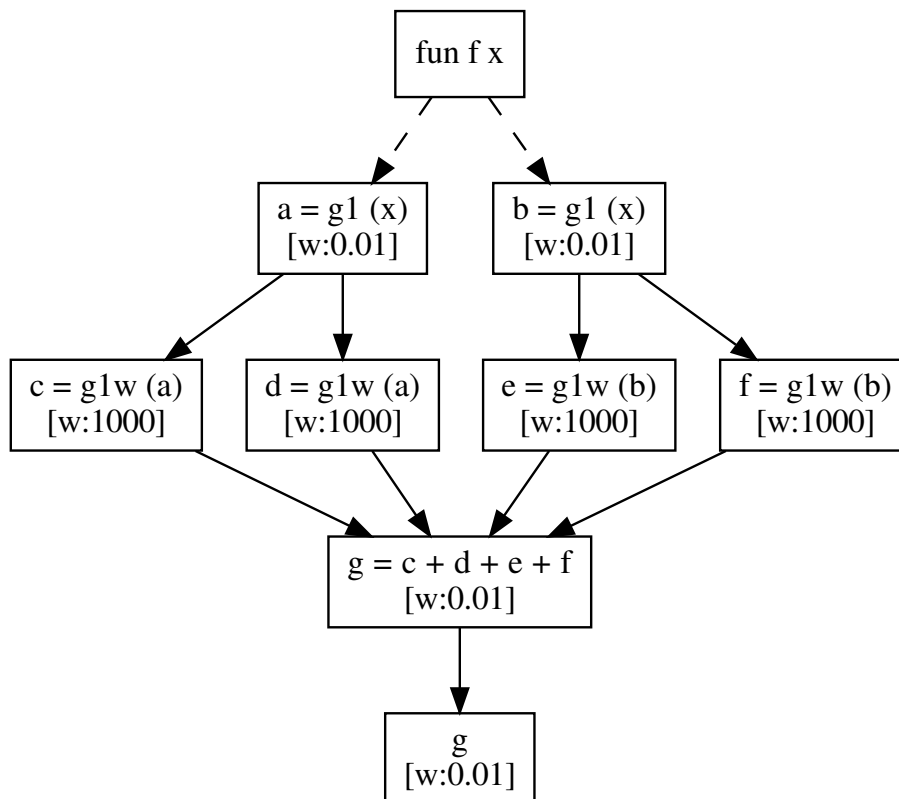 fun f x
a = g1 (x)
[w:0.01]
b = g1 (x)
[w:0.01]
c = g1w (a)
[w:1000]
d = g1w (a)
[w:1000]
e = g1w (b)
[w:1000]
f = g1w (b)
[w:1000]
g = c + d + e + f
[w:0.01]
g
[w:0.01]